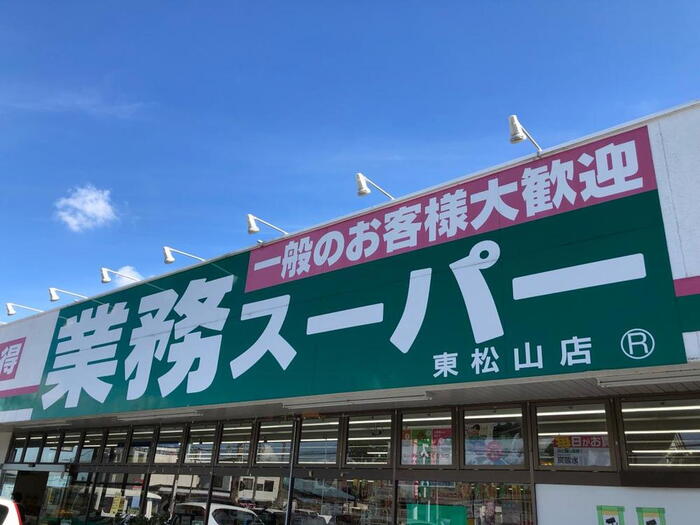 一般のお客様大歓迎
業務スーパー
東松山店 ®
得